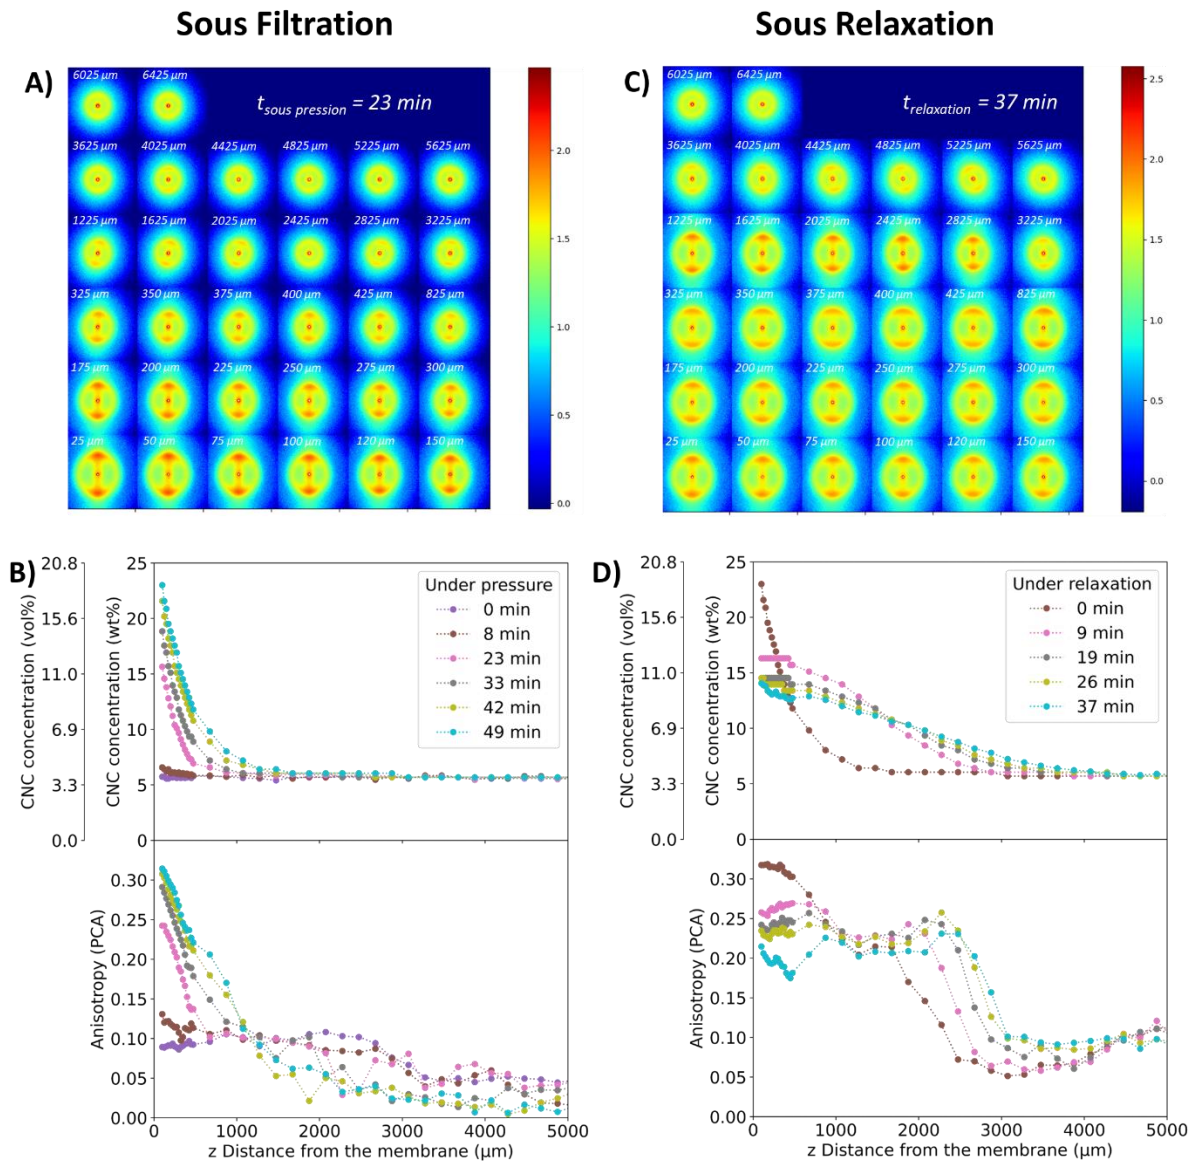 Sous Filtration
Sous Relaxation
A)
6025 µm 6425 µm
t sous pression = 23 min
3625 µm 4025 µm 4425 µm 4825 µm 5225 µm 5625 µm
1225 µm 1625 µm 2025 µm 2425 µm 2825 µm 3225 µm
325 µm 350 µm 375 µm 400 µm 425 µm 825 µm
175 µm 200 µm 225 µm 250 µm 275 µm 300 µm
25 µm 50 µm 75 µm 100 µm 120 µm 150 µm
2.0
1.5
1.0
0.5
0.0
C)
6025 µm 6425 µm
t relaxation = 37 min
3625 µm 4025 µm 4425 µm 4825 µm 5225 µm 5625 µm
1225 µm 1625 µm 2025 µm 2425 µm 2825 µm 3225 µm
325 µm 350 µm 375 µm 400 µm 425 µm 825 µm
175 µm 200 µm 225 µm 250 µm 275 µm 300 µm
25 µm 50 µm 75 µm 100 µm 120 µm 150 µm
2.5
2.0
1.5
1.0
0.5
0.0
B)
CNC concentration (vol%)
20.8
15.6
11.0
6.9
3.3
0.0
CNC concentration (wt%)
25
20
15
10
5
0
Under pressure
0 min
8 min
23 min
33 min
42 min
49 min
Anisotropy (PCA)
0.30
0.25
0.20
0.15
0.10
0.05
0.00
0 1000 2000 3000 4000 5000
z Distance from the membrane (µm)
D)
CNC concentration (vol%)
20.8
15.6
11.0
6.9
3.3
0.0
CNC concentration (wt%)
25
20
15
10
5
0
Under relaxation
0 min
9 min
19 min
26 min
37 min
Anisotropy (PCA)
0.30
0.25
0.20
0.15
0.10
0.05
0.00
0 1000 2000 3000 4000 5000
z Distance from the membrane (µm)